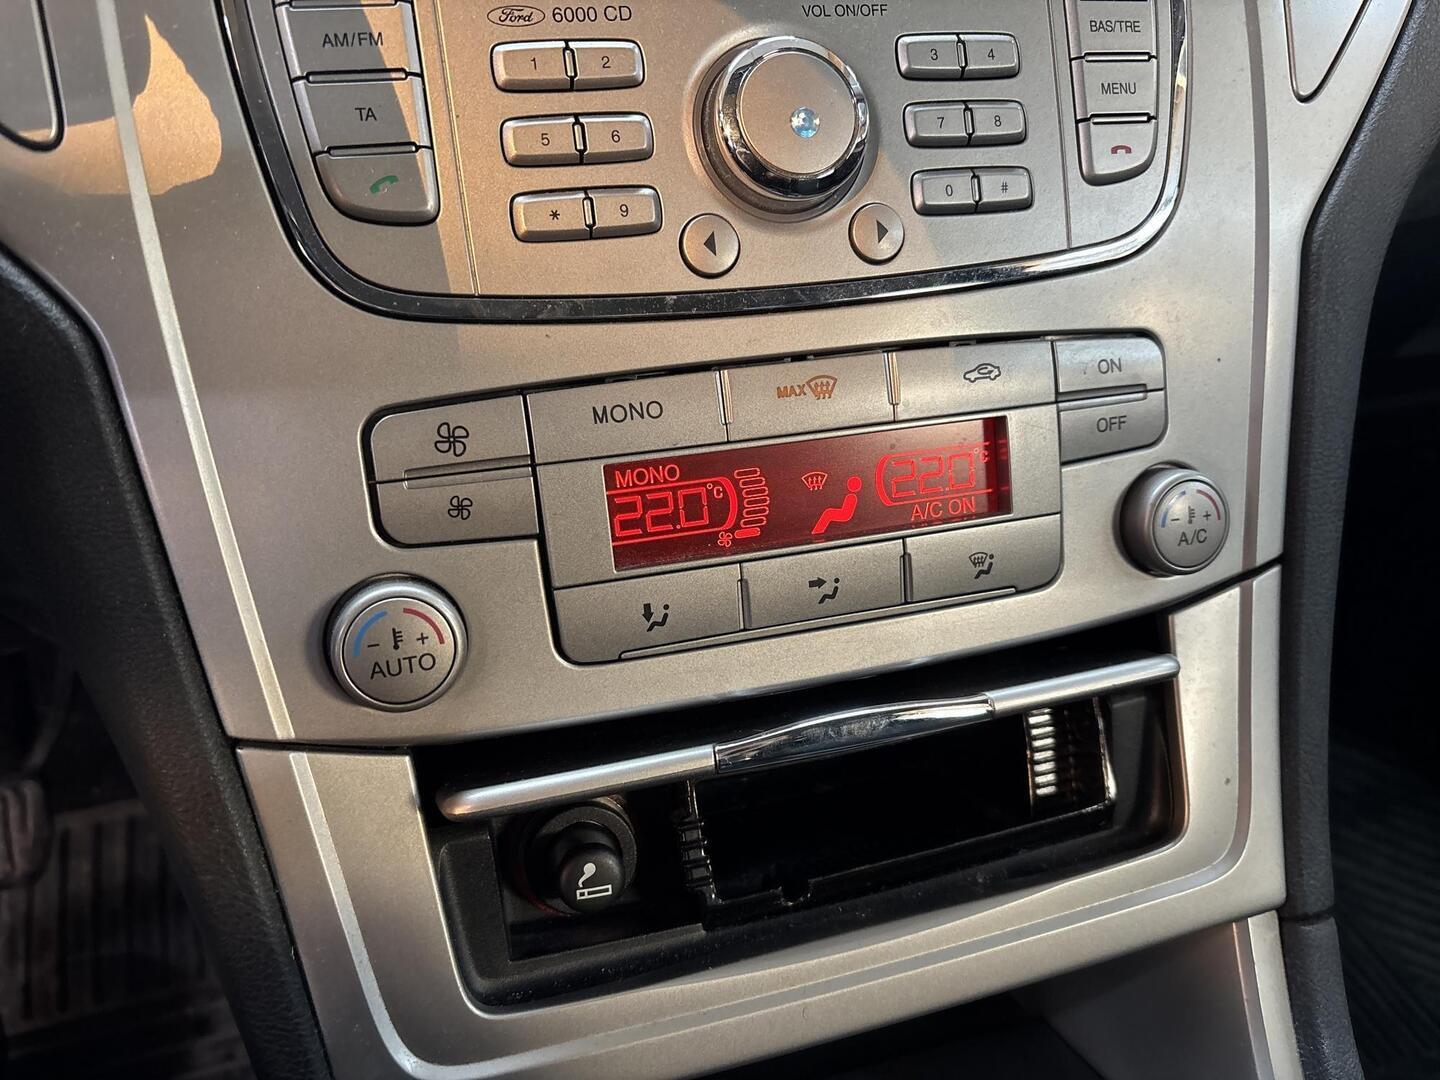 Ford 6000 CD
VOL ON/OFF
AM/FM
1
2
3
4
BAS/TRE
TA
5
6
7
8
MENU
*
9
0
#
MONO
MAX
ON
OFF
MONO
22.0°C
22.0°C
A/C ON
- +
AUTO
- +
A/C